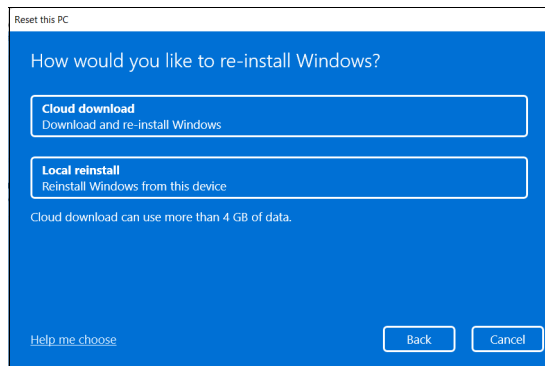 Reset this PC
How would you like to re-install Windows?
Cloud download
Download and re-install Windows
Local reinstall
Reinstall Windows from this device
Cloud download can use more than 4 GB of data.
Help me choose
Back
Cancel